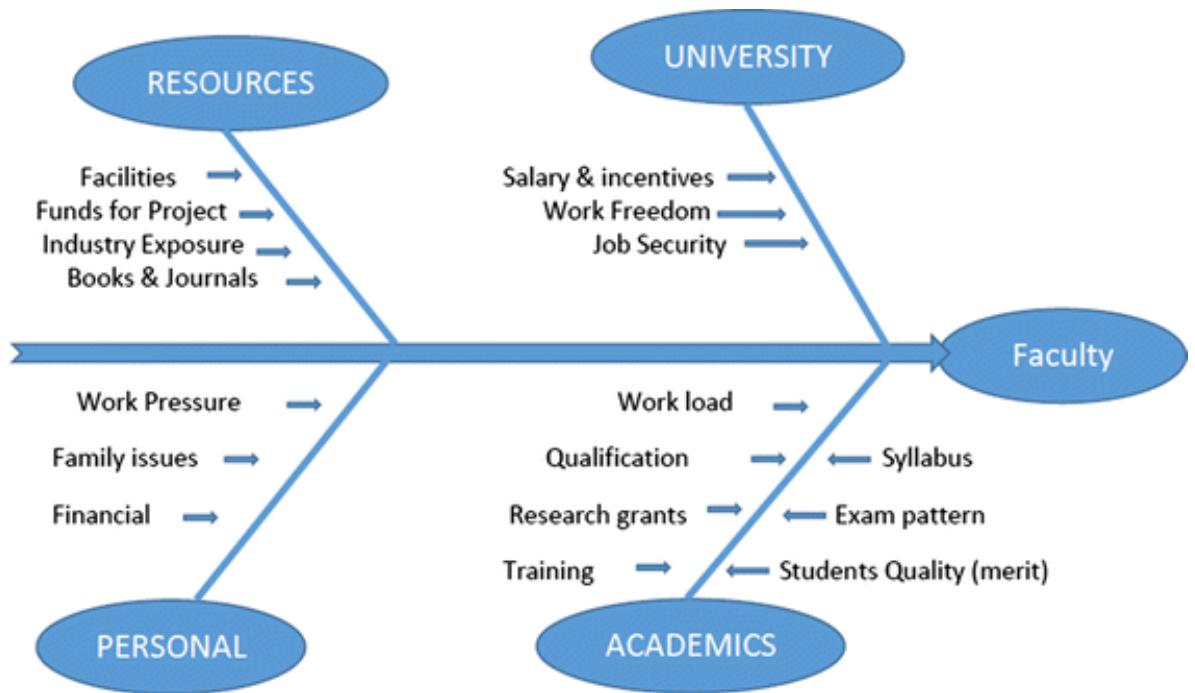 RESOURCES
UNIVERSITY
Facilities
Funds for Project
Industry Exposure
Books & Journals
Salary & incentives
Work Freedom
Job Security
Faculty
Work Pressure
Family issues
Financial
Work load
Qualification
Syllabus
Research grants
Exam pattern
Training
Students Quality (merit)
PERSONAL
ACADEMICS